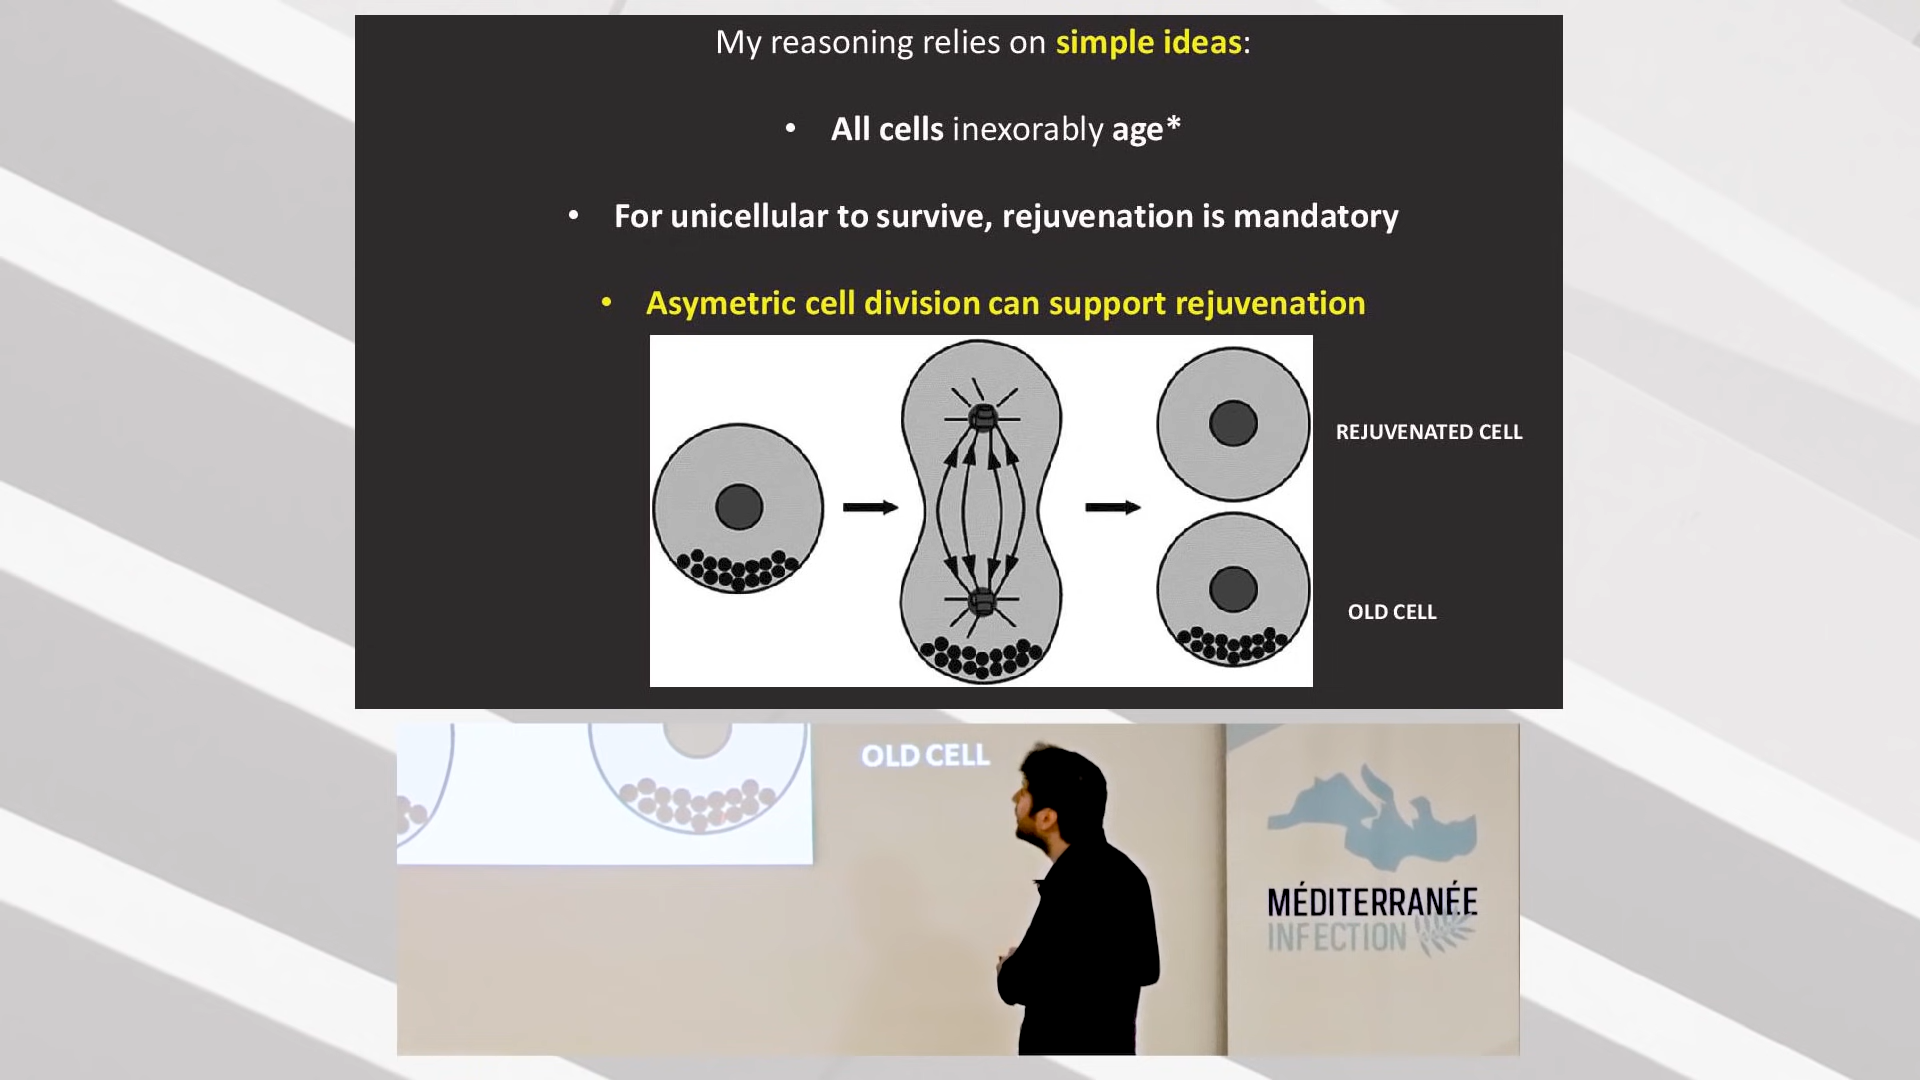 My reasoning relies on simple ideas:
• All cells inexorably age*
• For unicellular to survive, rejuvenation is mandatory
• Asymetric cell division can support rejuvenation
REJUVENATED CELL
OLD CELL
OLD CELL
MÉDITERRANÉE
INFECTION